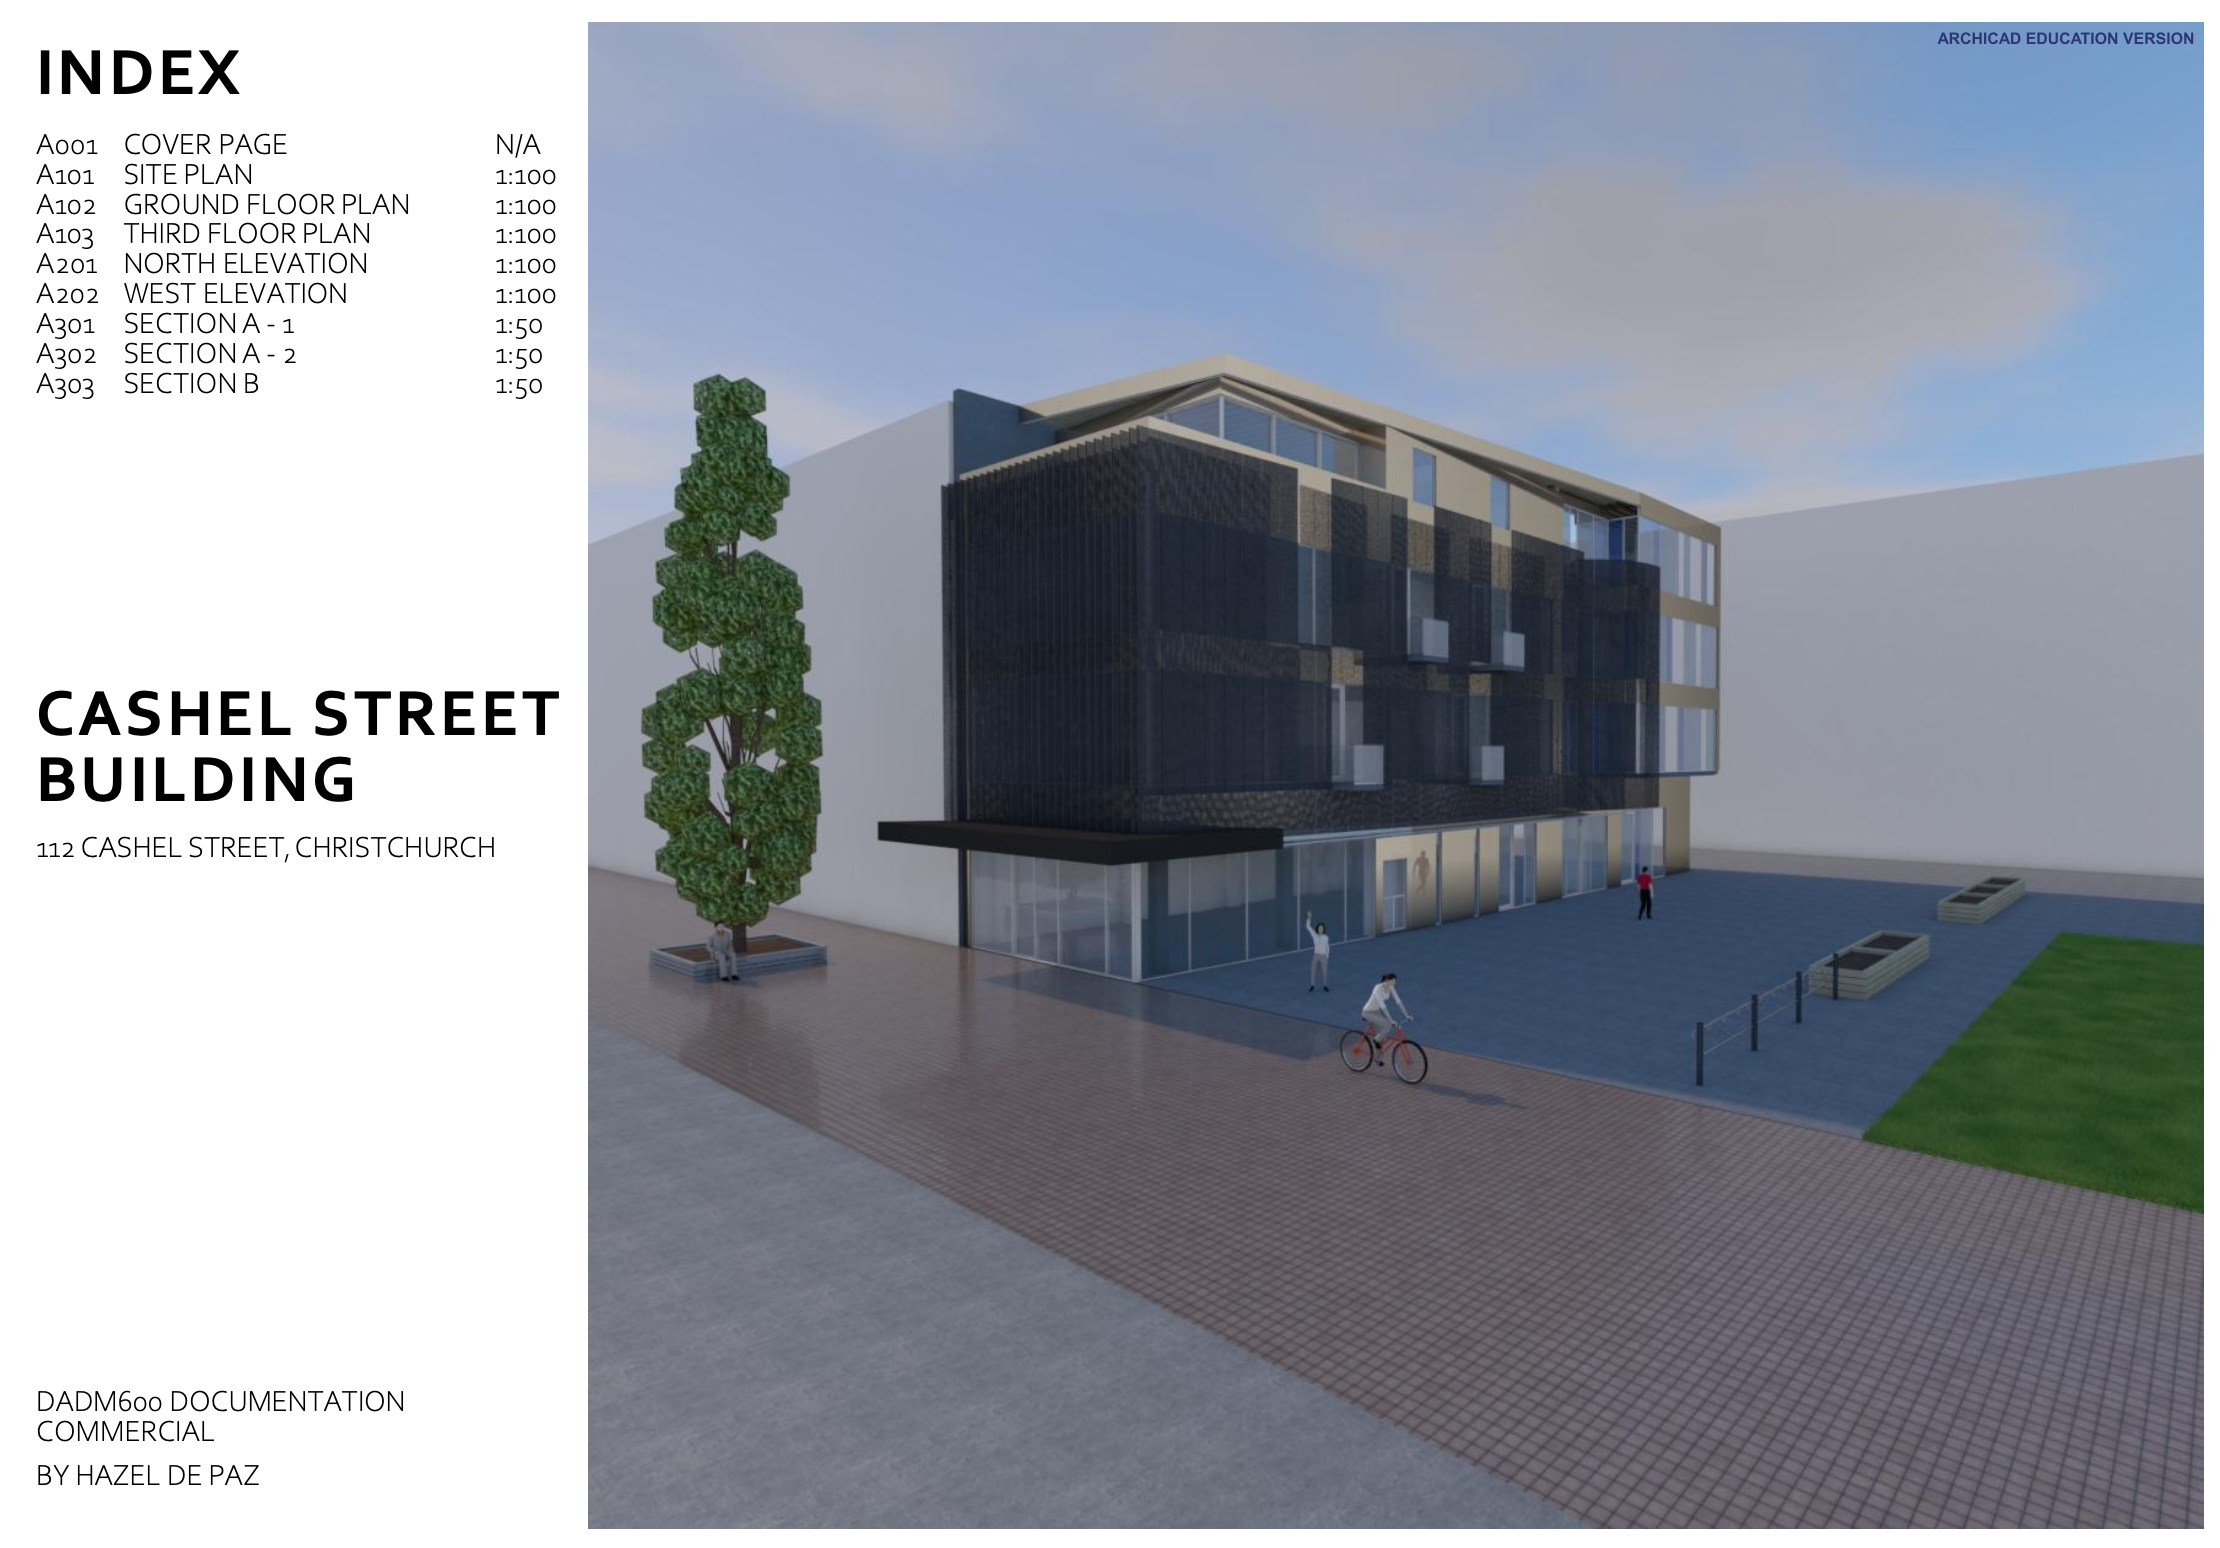 INDEX
A001 COVER PAGE N/A
A101 SITE PLAN 1:100
A102 GROUND FLOOR PLAN 1:100
A103 THIRD FLOOR PLAN 1:100
A201 NORTH ELEVATION 1:100
A202 WEST ELEVATION 1:100
A301 SECTION A - 1 1:50
A302 SECTION A - 2 1:50
A303 SECTION B 1:50
CASHEL STREET
BUILDING
112 CASHEL STREET, CHRISTCHURCH
DADM600 DOCUMENTATION
COMMERCIAL
BY HAZEL DE PAZ
ARCHICAD EDUCATION VERSION